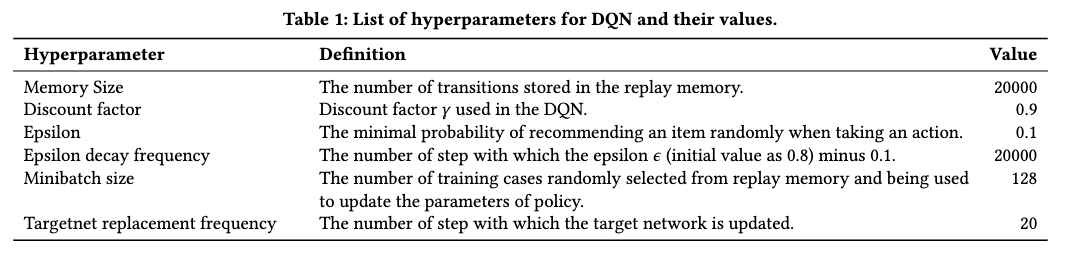 Table 1: List of hyperparameters for DQN and their values.
Hyperparameter Definition Value
Memory Size The number of transitions stored in the replay memory. 20000
Discount factor Discount factor γ used in the DQN. 0.9
Epsilon The minimal probability of recommending an item randomly when taking an action. 0.1
Epsilon decay frequency The number of step with which the epsilon ϵ (initial value as 0.8) minus 0.1. 20000
Minibatch size The number of training cases randomly selected from replay memory and being used 128
to update the parameters of policy.
Targetnet replacement frequency The number of step with which the target network is updated. 20